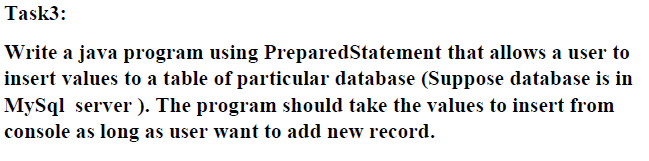 Task3:
Write a java program using PreparedStatement that allows a user to
insert values to a table of particular database (Suppose database is in
MySql  server ). The program should take the values to insert from
console as long as user want to add new record.